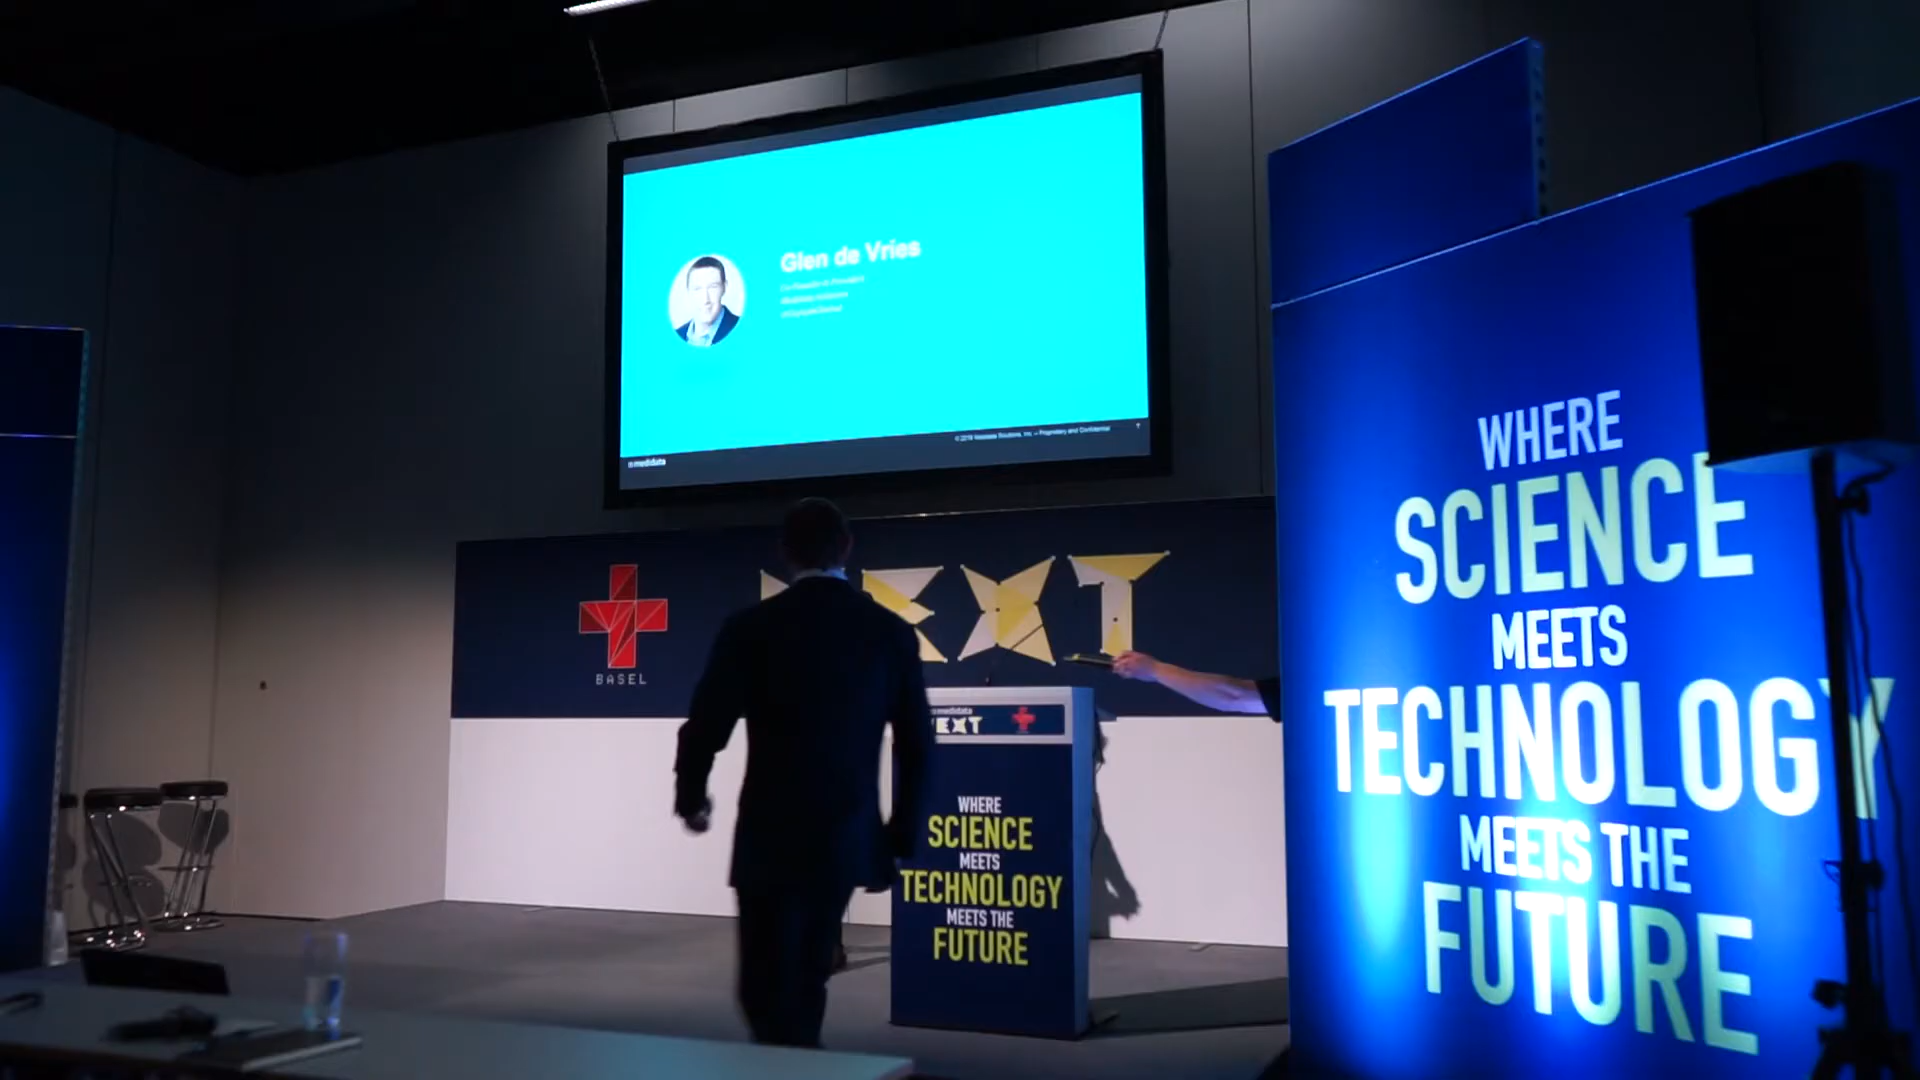 Glen de Vries
medidata
BASEL
NEXT
medidata
NEXT
WHERE
SCIENCE
MEETS
TECHNOLOGY
MEETS THE
FUTURE
WHERE
SCIENCE
MEETS
TECHNOLOGY
MEETS THE
FUTURE